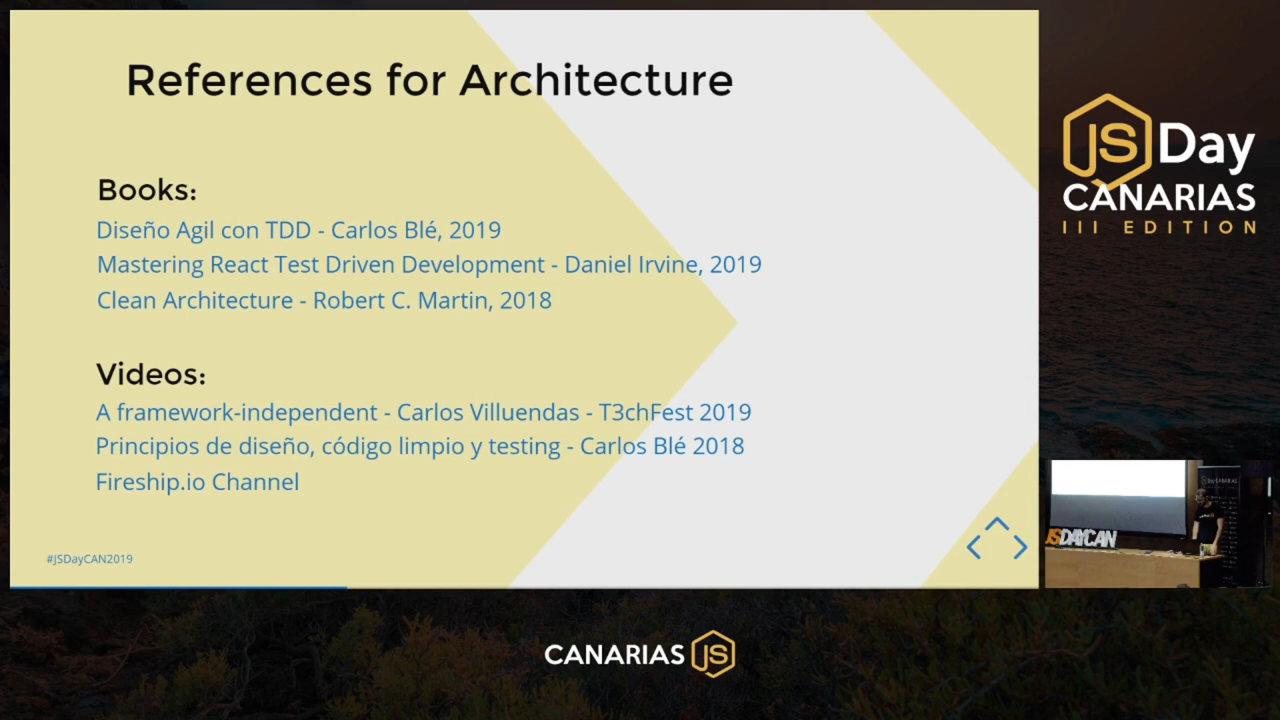 References for Architecture
Books:
Diseño Agil con TDD - Carlos Blé, 2019
Mastering React Test Driven Development - Daniel Irvine, 2019
Clean Architecture - Robert C. Martin, 2018
Videos:
A framework-independent - Carlos Villuendas - T3chFest 2019
Principios de diseño, código limpio y testing - Carlos Blé 2018
Fireship.io Channel
#JSDayCAN2019
JS Day
CANARIAS
III EDITION
JSDAYCAN
CANARIAS JS